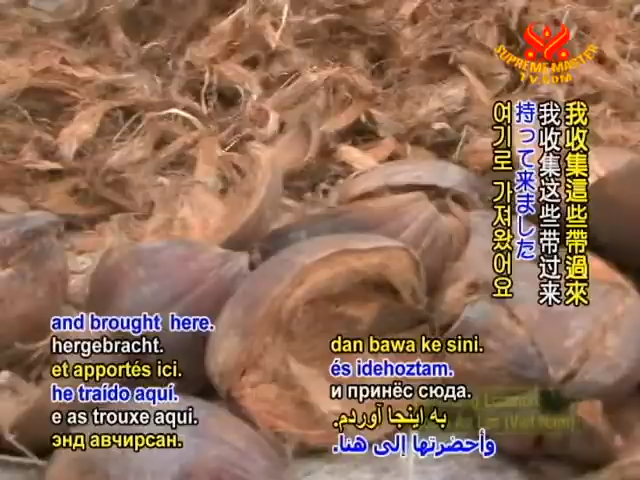 SUPREME MASTER
TV.COM
我收集這些帶過來
我收集这些带过来
持って来ました
여기로 가져왔어요
and brought here.
hergebracht.
et apportés ici.
he traído aquí.
e as trouxe aqui.
энд авчирсан.
dan bawa ke sini.
és idehoztam.
и принёс сюда.
به اینجا آوردم.
وأحضرتها إلى هنا.